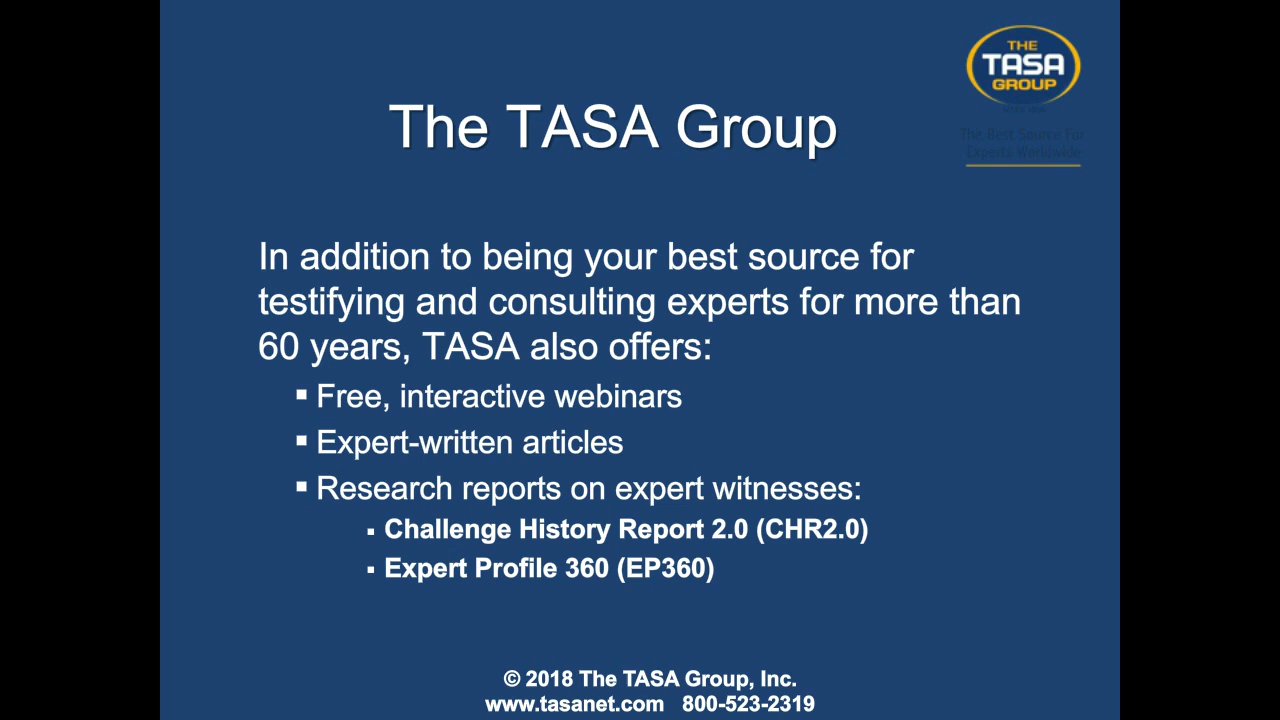 THE
TASA
GROUP
The Best Source For
Experts Worldwide
The TASA Group
In addition to being your best source for
testifying and consulting experts for more than
60 years, TASA also offers:
▪ Free, interactive webinars
▪ Expert-written articles
▪ Research reports on expert witnesses:
▪ Challenge History Report 2.0 (CHR2.0)
▪ Expert Profile 360 (EP360)
© 2018 The TASA Group, Inc.
www.tasanet.com 800-523-2319